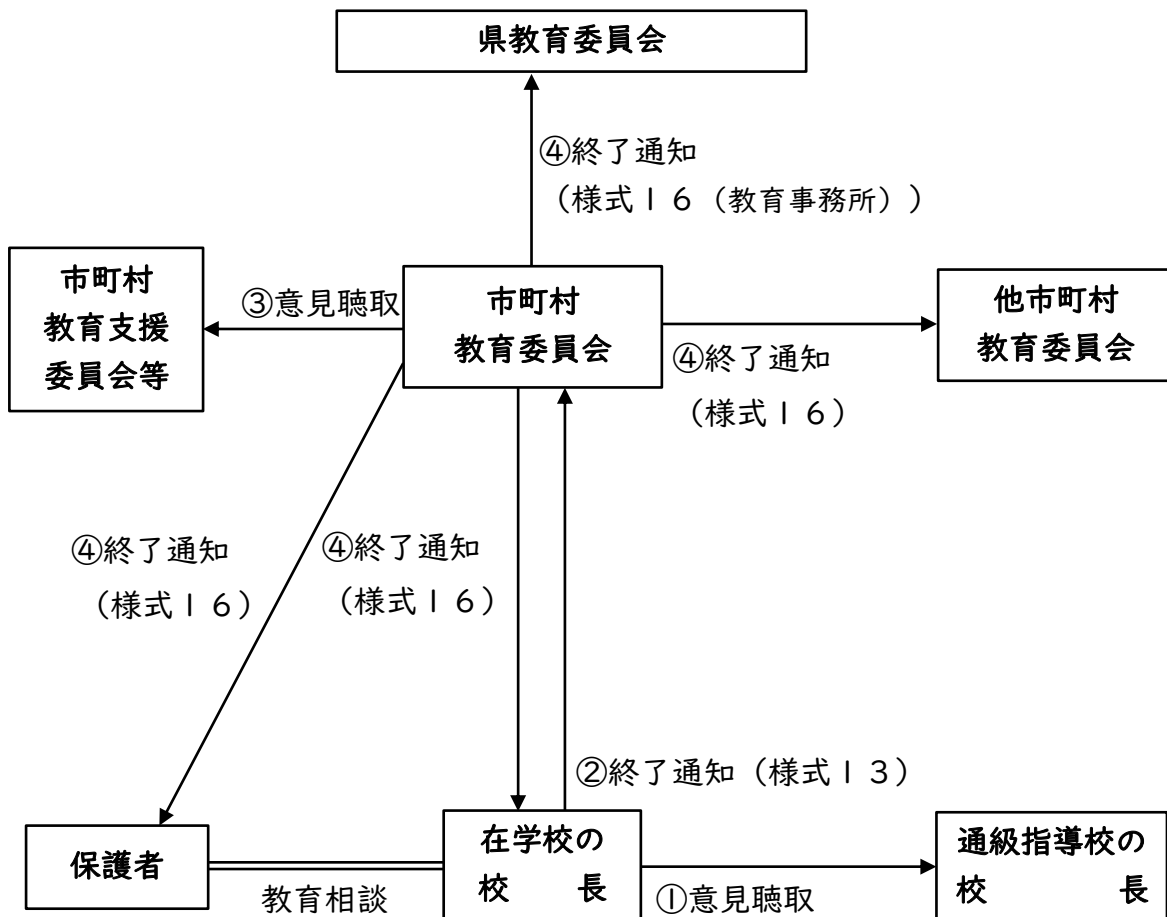 県教育委員会
④終了通知
（様式１６（教育事務所））
市町村
教育支援
委員会等
③意見聴取
市町村
教育委員会
他市町村
教育委員会
④終了通知
（様式１６）
④終了通知
（様式１６）
④終了通知
（様式１６）
②終了通知（様式１３）
保護者
教育相談
在学校の
校　　長
①意見聴取
通級指導校の
校　　　　長